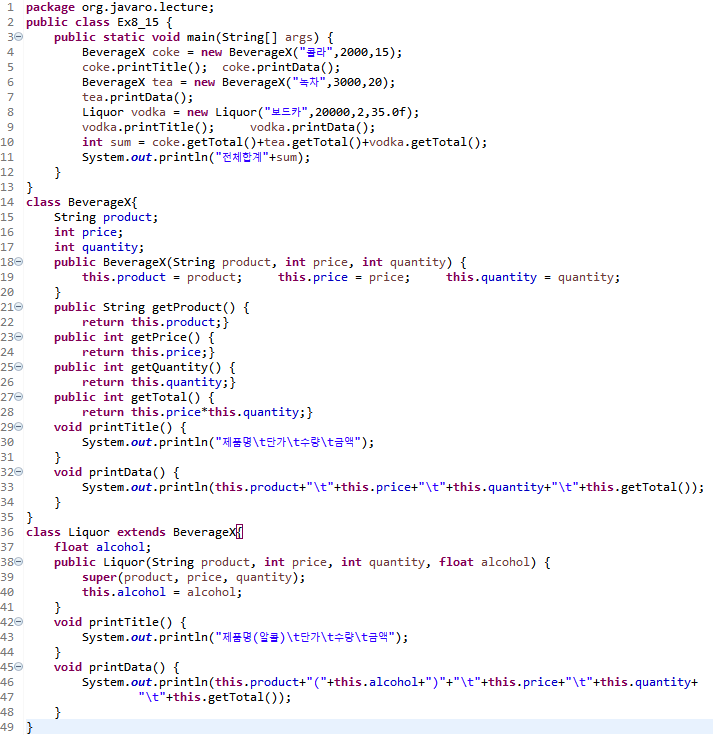 1 package org.javaro.lecture;
2 public class Ex8_15 {
3     public static void main(String[] args) {
4         BeverageX coke = new BeverageX("콜라",2000,15);
5         coke.printTitle();  coke.printData();
6         BeverageX tea = new BeverageX("녹차",3000,20);
7         tea.printData();
8         Liquor vodka = new Liquor("보드카",20000,2,35.0f);
9         vodka.printTitle();     vodka.printData();
10         int sum = coke.getTotal()+tea.getTotal()+vodka.getTotal();
11         System.out.println("전체합계"+sum);
12     }
13 }
14 class BeverageX{
15     String product;
16     int price;
17     int quantity;
18     public BeverageX(String product, int price, int quantity) {
19         this.product = product;     this.price = price;     this.quantity = quantity;
20     }
21     public String getProduct() {
22         return this.product;}
23     public int getPrice() {
24         return this.price;}
25     public int getQuantity() {
26         return this.quantity;}
27     public int getTotal() {
28         return this.price*this.quantity;}
29     void printTitle() {
30         System.out.println("제품명\t단가\t수량\t금액");
31     }
32     void printData() {
33         System.out.println(this.product+"\t"+this.price+"\t"+this.quantity+"\t"+this.getTotal());
34     }
35 }
36 class Liquor extends BeverageX{
37     float alcohol;
38     public Liquor(String product, int price, int quantity, float alcohol) {
39         super(product, price, quantity);
40         this.alcohol = alcohol;
41     }
42     void printTitle() {
43         System.out.println("제품명(알콜)\t단가\t수량\t금액");
44     }
45     void printData() {
46         System.out.println(this.product+"("+this.alcohol+")"+"\t"+this.price+"\t"+this.quantity+
47                 "\t"+this.getTotal());
48     }
49 }